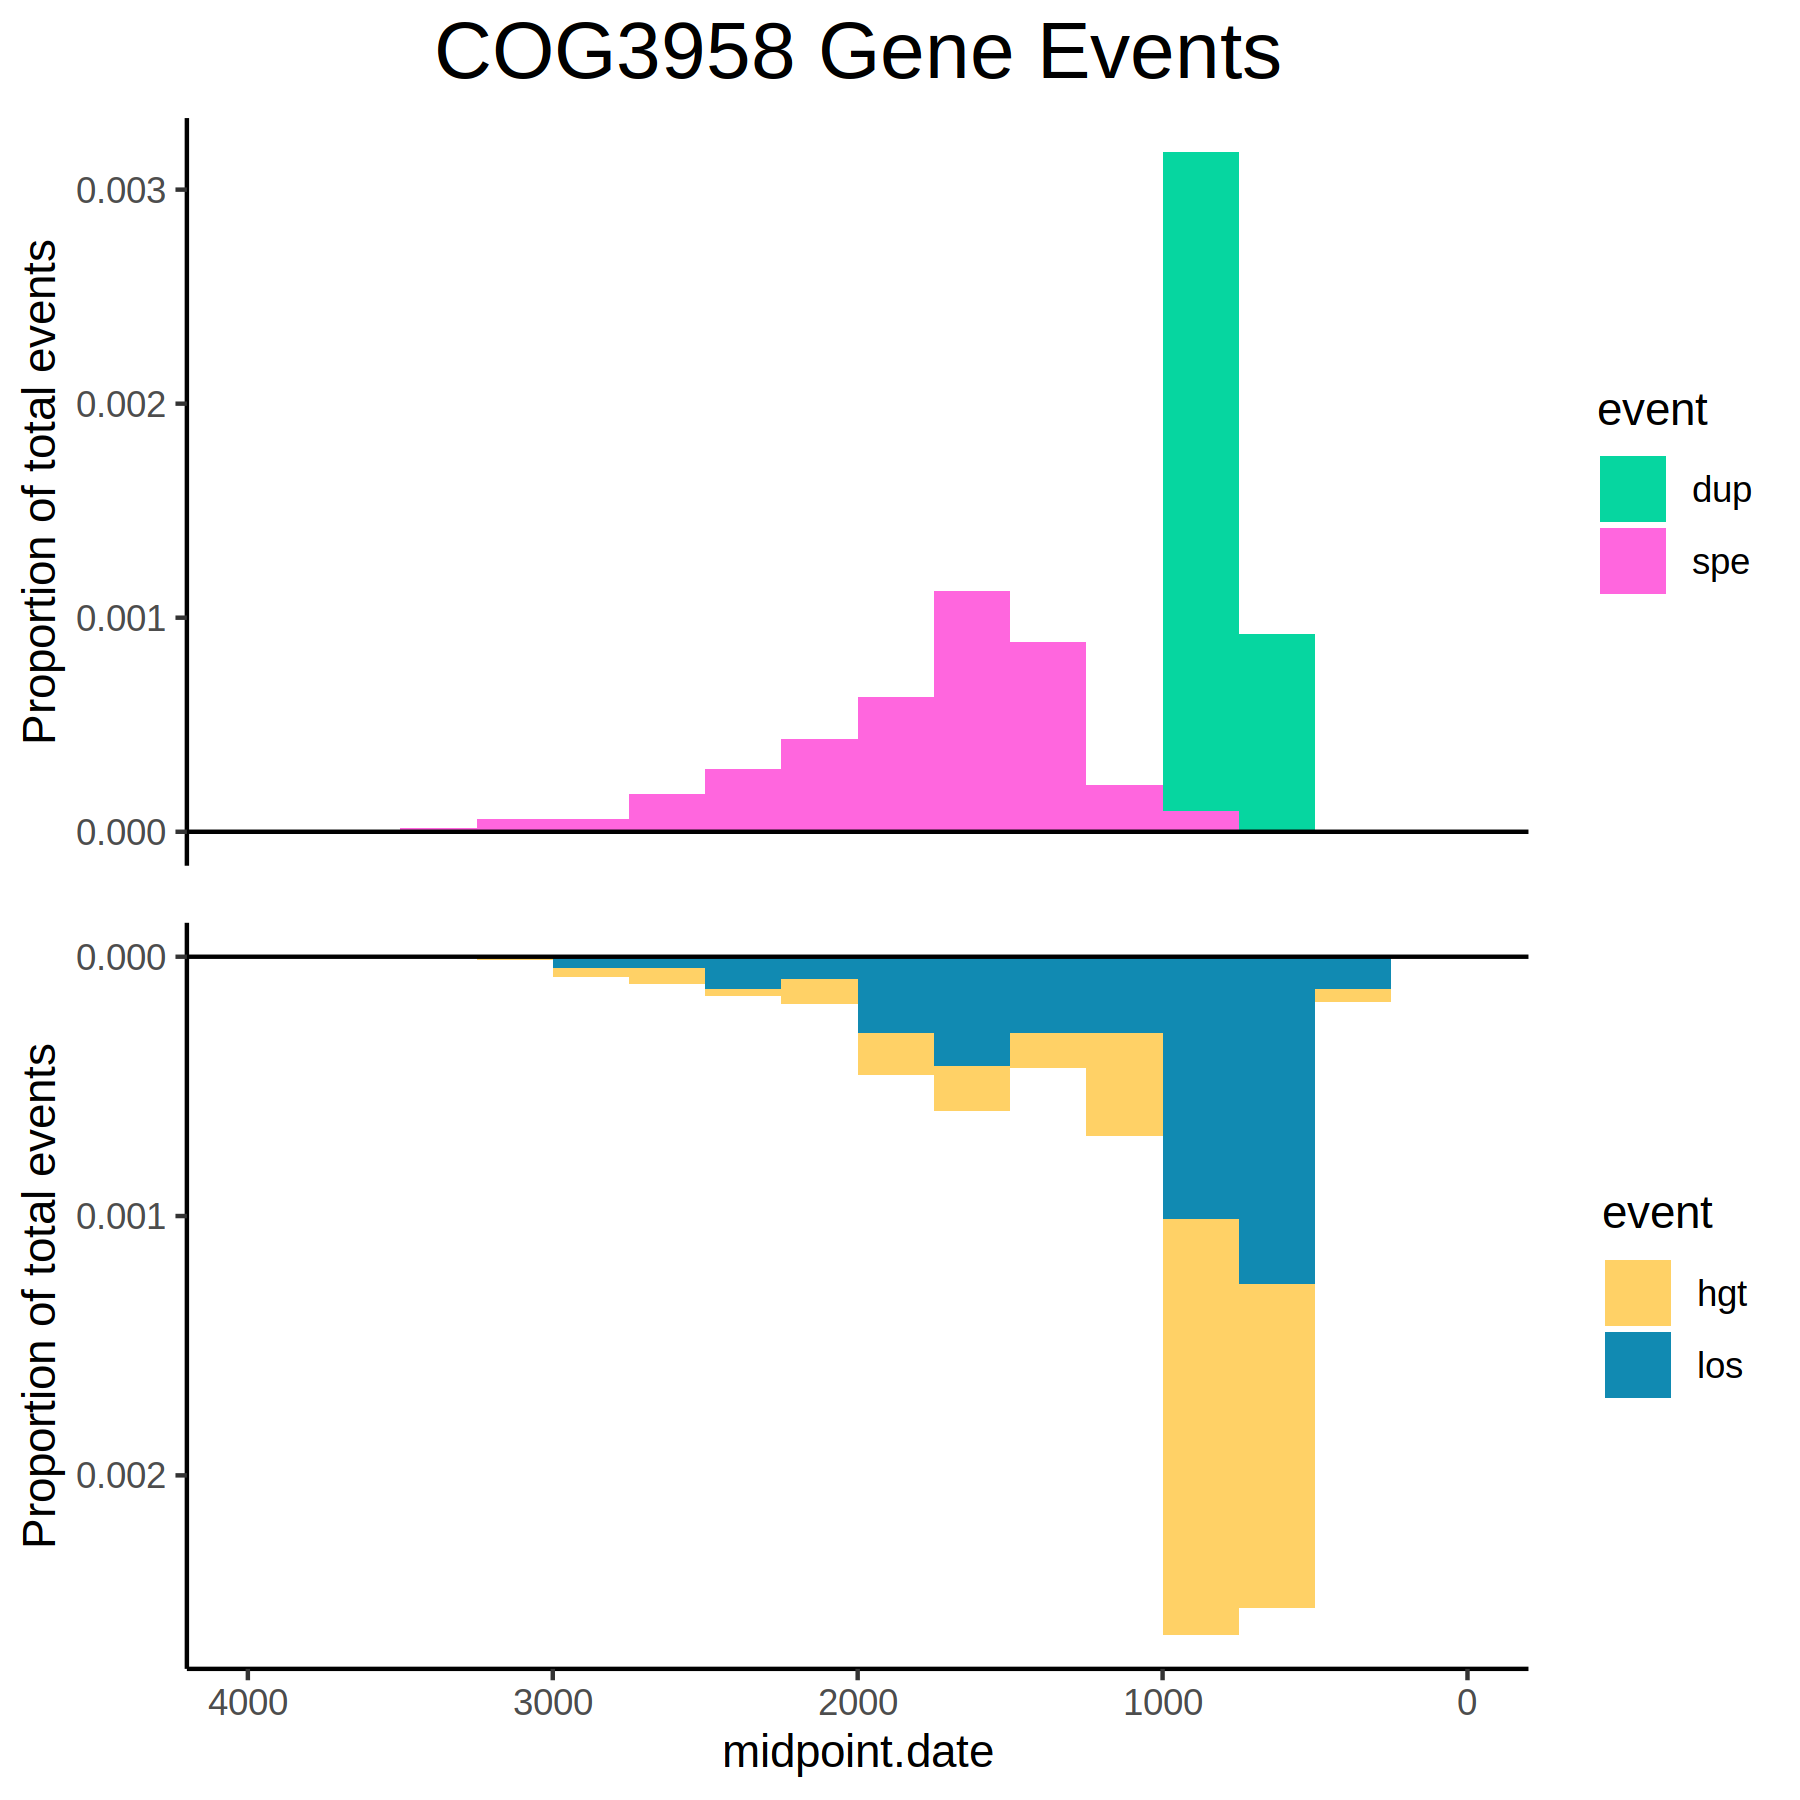 COG3958 Gene Events
Proportion of total events
0.003
0.002
0.001
0.000
event
dup
spe
Proportion of total events
0.000
0.001
0.002
event
hgt
los
4000 3000 2000 1000 0
midpoint.date